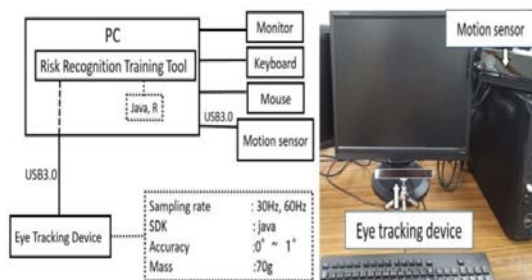 PC
Risk Recognition Training Tool
Java, R
Monitor
Keyboard
Mouse
USB3.0
Motion sensor
USB3.0
Eye Tracking Device
Sampling rate : 30Hz, 60Hz
SDK : java
Accuracy :0° ~ 1°
Mass :70g
Motion sensor
Eye tracking device